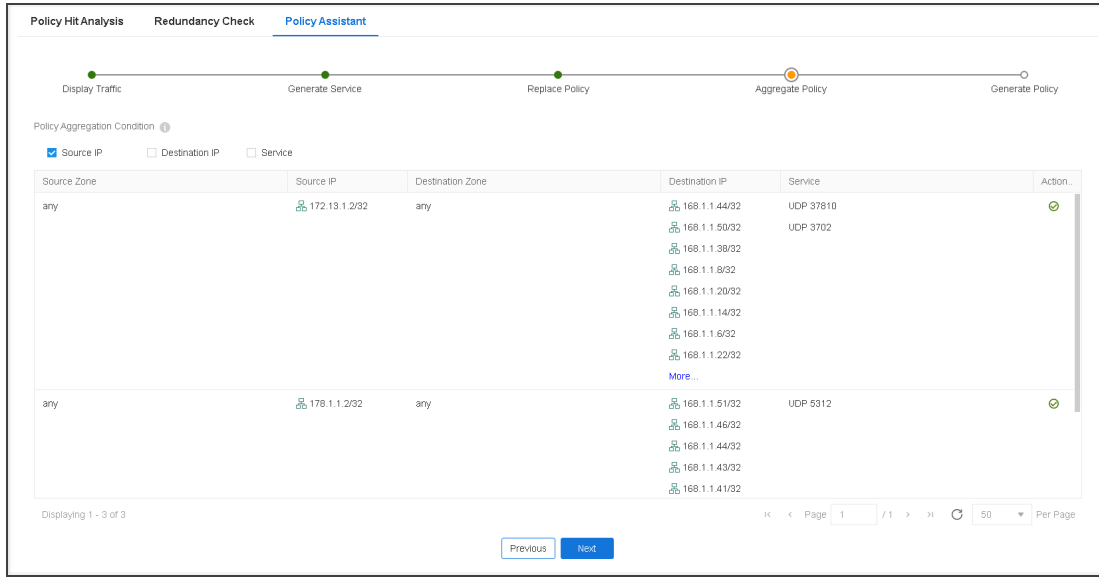 Policy Hit Analysis Redundancy Check Policy Assistant
Display Traffic Generate Service Replace Policy Aggregate Policy Generate Policy
Policy Aggregation Condition
Source IP Destination IP Service
Source Zone Source IP Destination Zone Destination IP Service Action..
any 172.13.1.2/32 any 168.1.1.44/32 UDP 37810
168.1.1.50/32 UDP 3702
168.1.1.38/32
168.1.1.8/32
168.1.1.20/32
168.1.1.14/32
168.1.1.6/32
168.1.1.22/32
More...
any 178.1.1.2/32 any 168.1.1.51/32 UDP 5312
168.1.1.46/32
168.1.1.44/32
168.1.1.43/32
168.1.1.41/32
Displaying 1 - 3 of 3 Page 1 / 1 50 Per Page
Previous Next